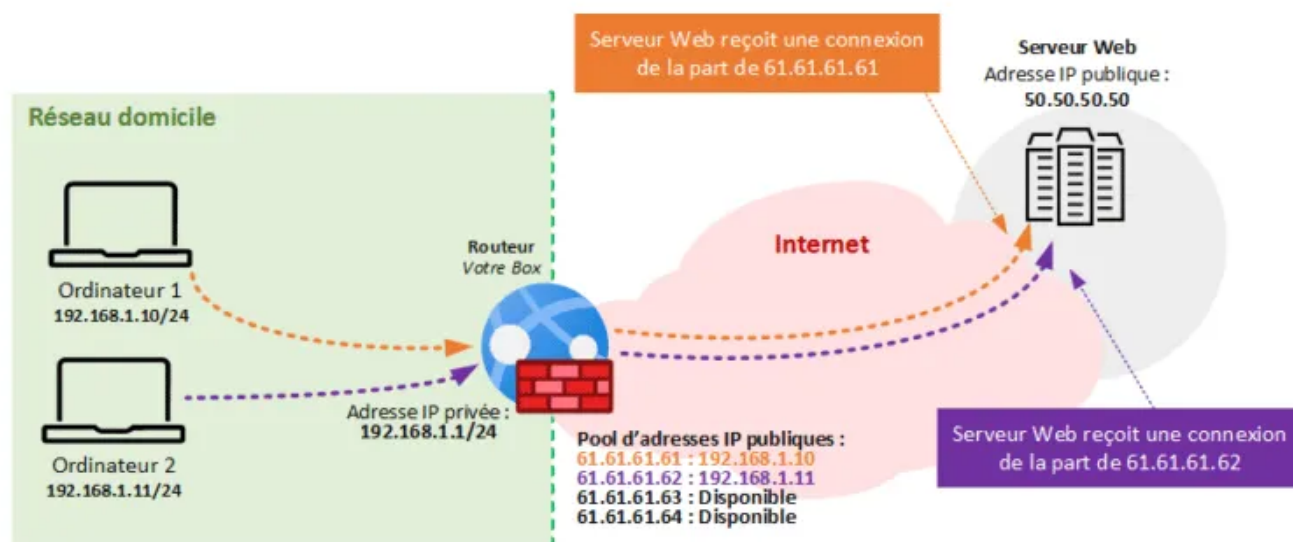 Serveur Web reçoit une connexion
de la part de 61.61.61.61
Serveur Web
Adresse IP publique :
50.50.50.50
Réseau domicile
Internet
Routeur
Votre Box
Ordinateur 1
192.168.1.10/24
Adresse IP privée :
192.168.1.1/24
Ordinateur 2
192.168.1.11/24
Pool d'adresses IP publiques :
61.61.61.61 : 192.168.1.10
61.61.61.62 : 192.168.1.11
61.61.61.63 : Disponible
61.61.61.64 : Disponible
Serveur Web reçoit une connexion
de la part de 61.61.61.62